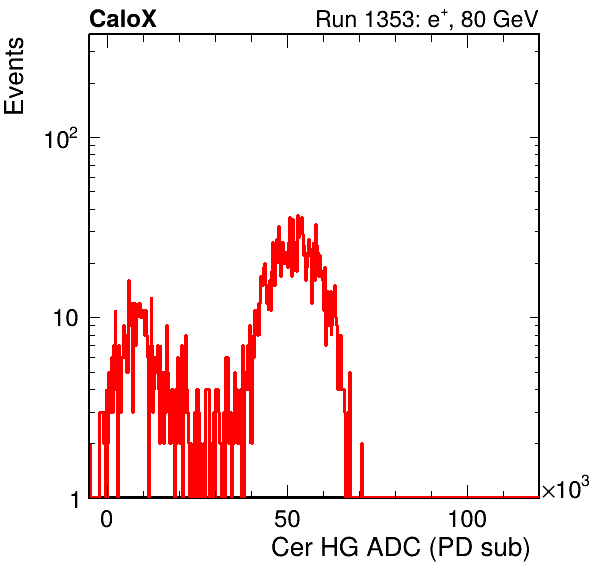 CaloX Run 1353: e⁺, 80 GeV
Events
10²
10
1
0 50 100 ×10³
Cer HG ADC (PD sub)